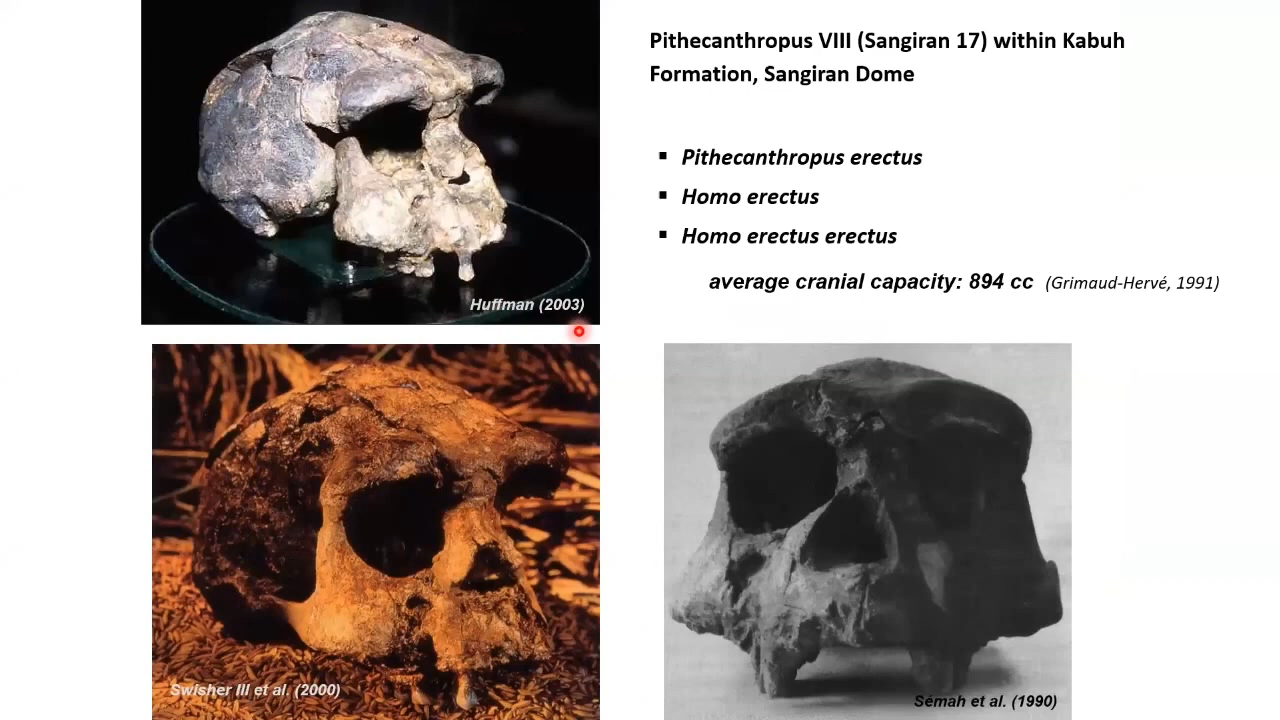 Pithecanthropus VIII (Sangiran 17) within Kabuh
Formation, Sangiran Dome
▪ Pithecanthropus erectus
▪ Homo erectus
▪ Homo erectus erectus
average cranial capacity: 894 cc (Grimaud-Hervé, 1991)
Huffman (2003)
Swisher III et al. (2000)
Sémah et al. (1990)